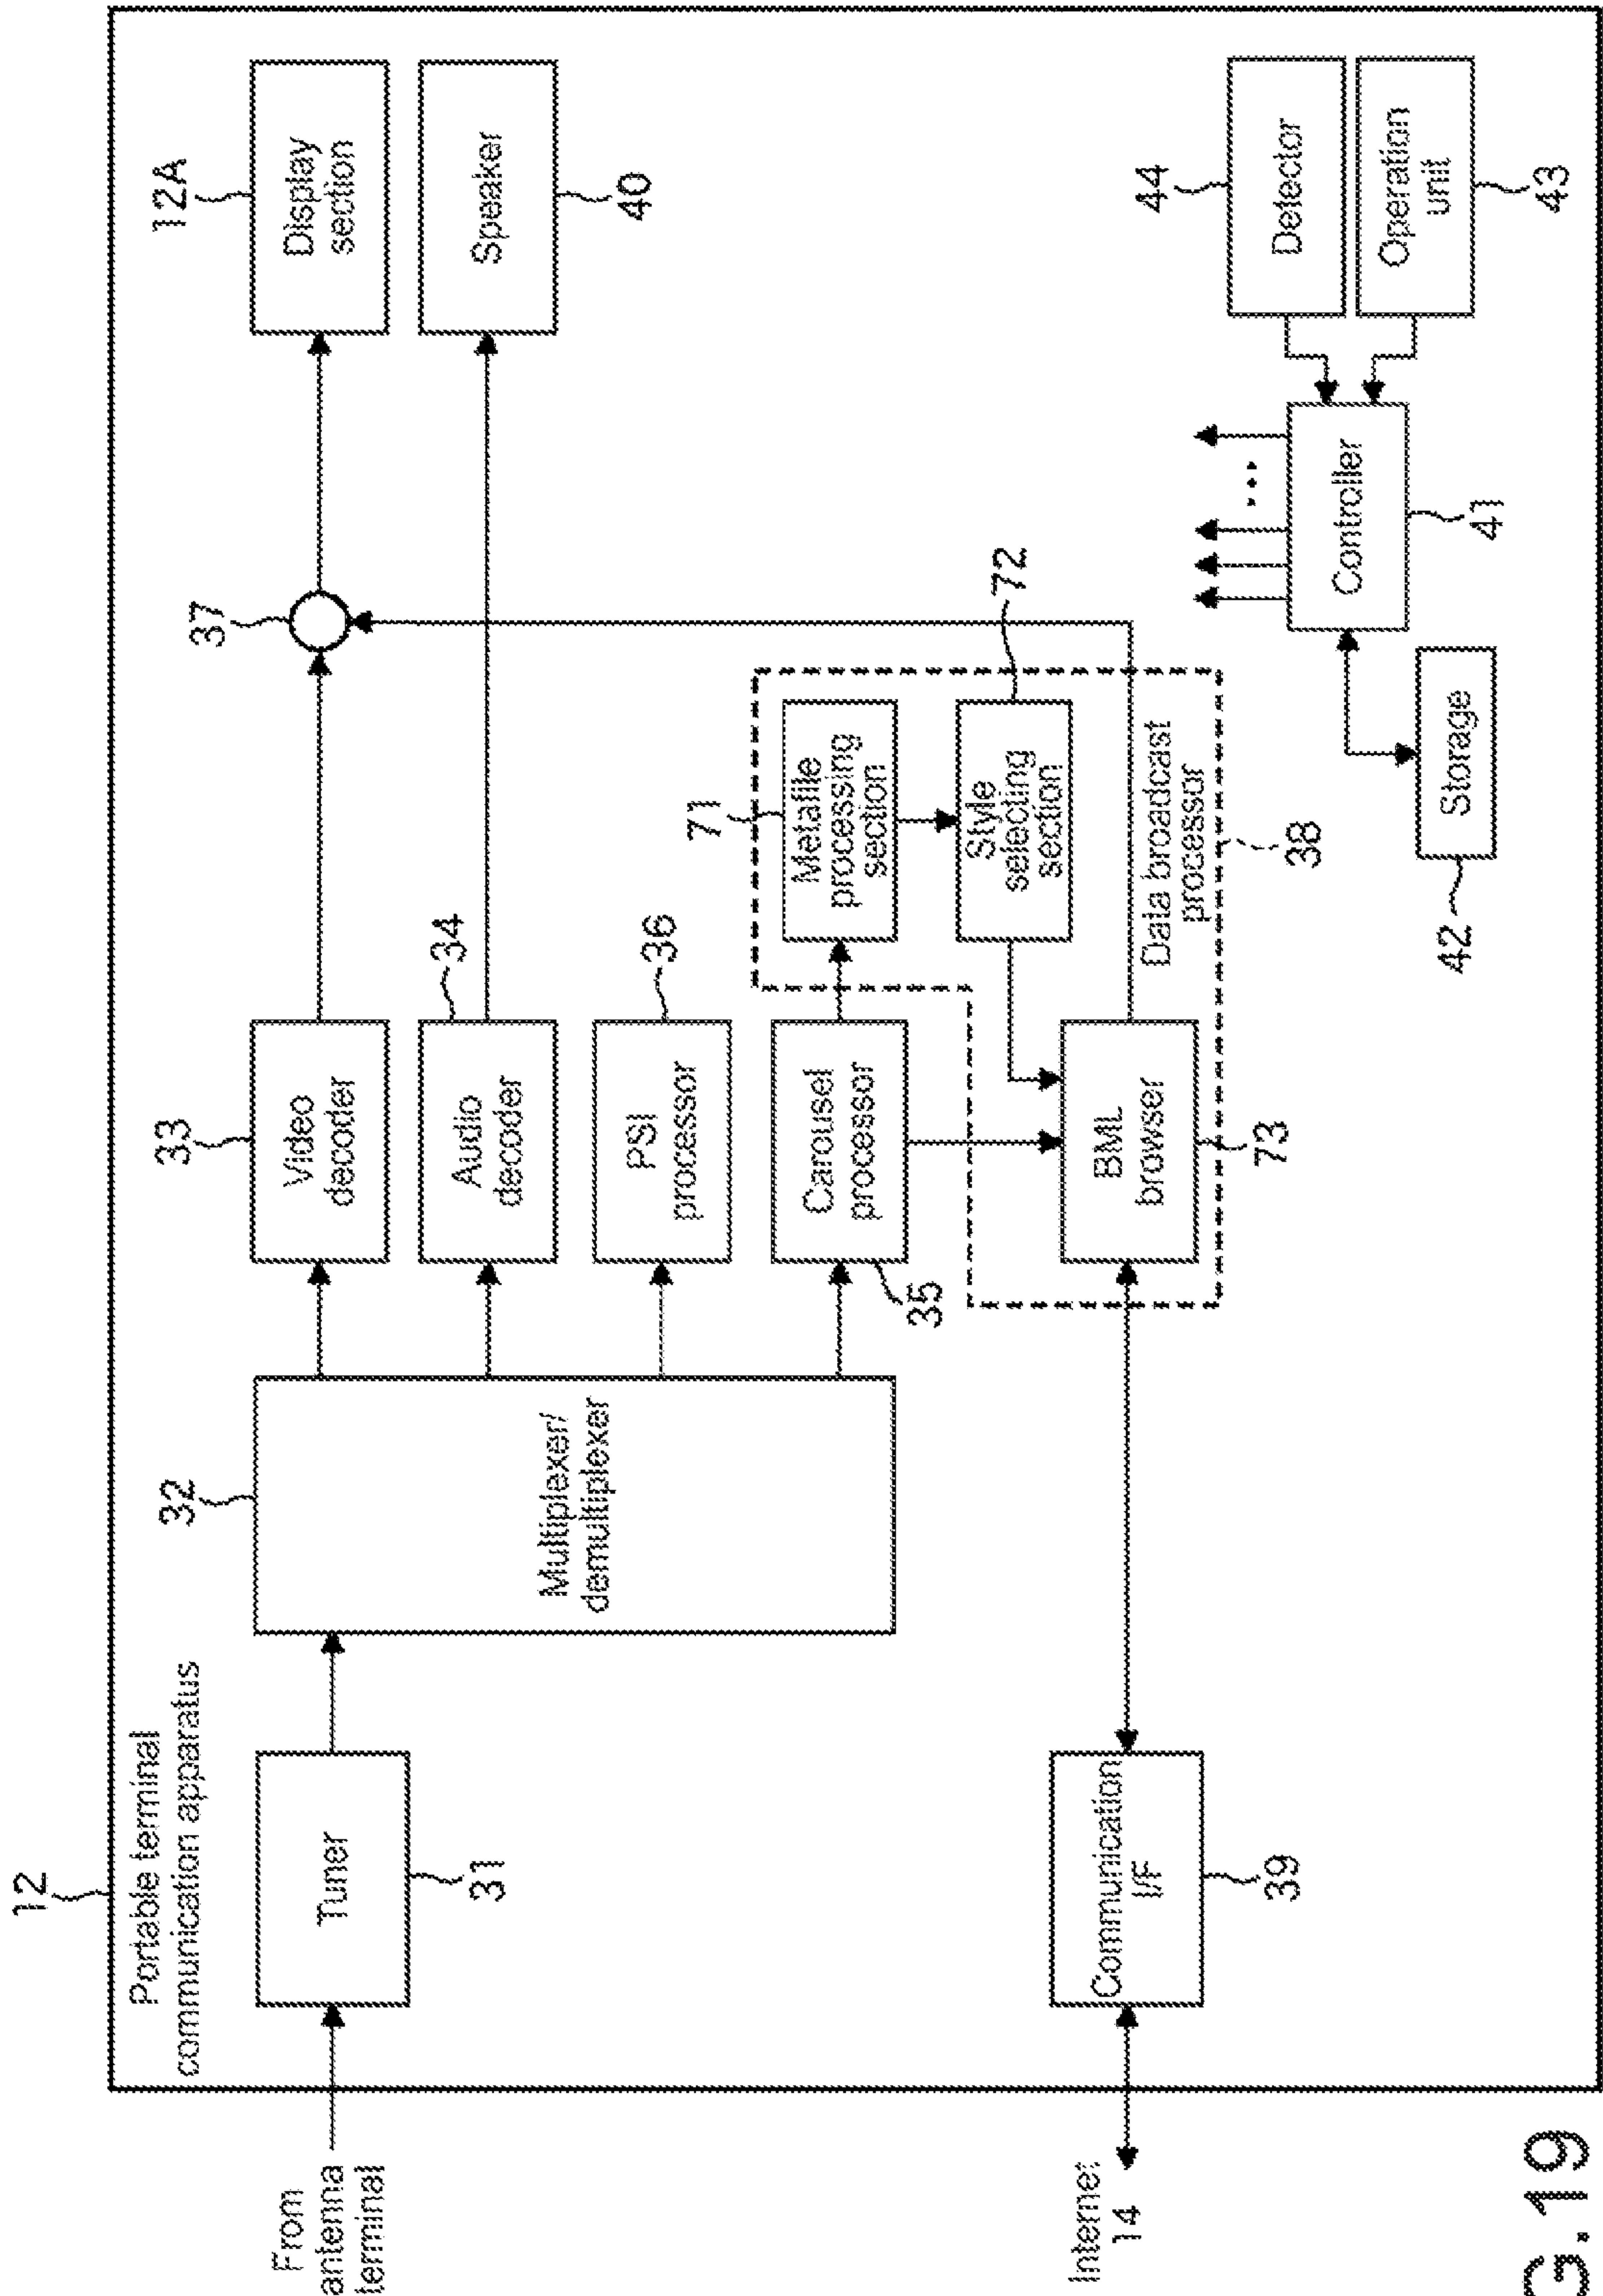 12
Portable terminal
communication apparatus
From
antenna
terminal
Tuner
31
32
Multiplexer/
demultiplexer
33
Video
decoder
34
Audio
decoder
36
PSI
processor
Carousel
processor
35
37
12A
Display
section
Speaker
40
71
Metafile
processing
section
72
Style
selecting
section
BML
browser
73
Data broadcast
processor
38
Internet
14
Communication
I/F
39
44
Detector
Operation
unit
43
Controller
41
Storage
42
G.19